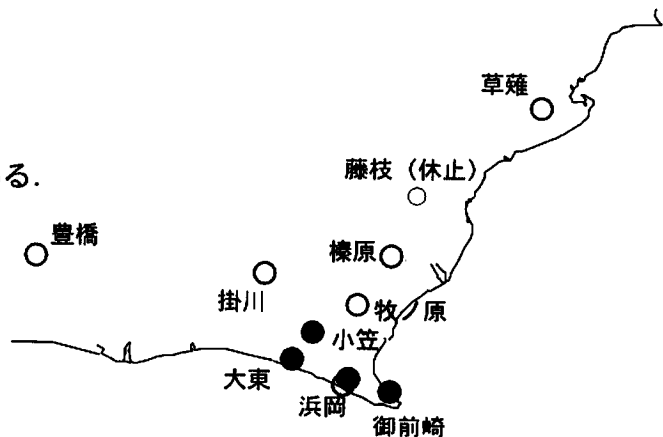 草薙
藤枝（休止）
る.
豊橋
榛原
掛川
牧ノ原
小笠
大東
浜岡
御前崎